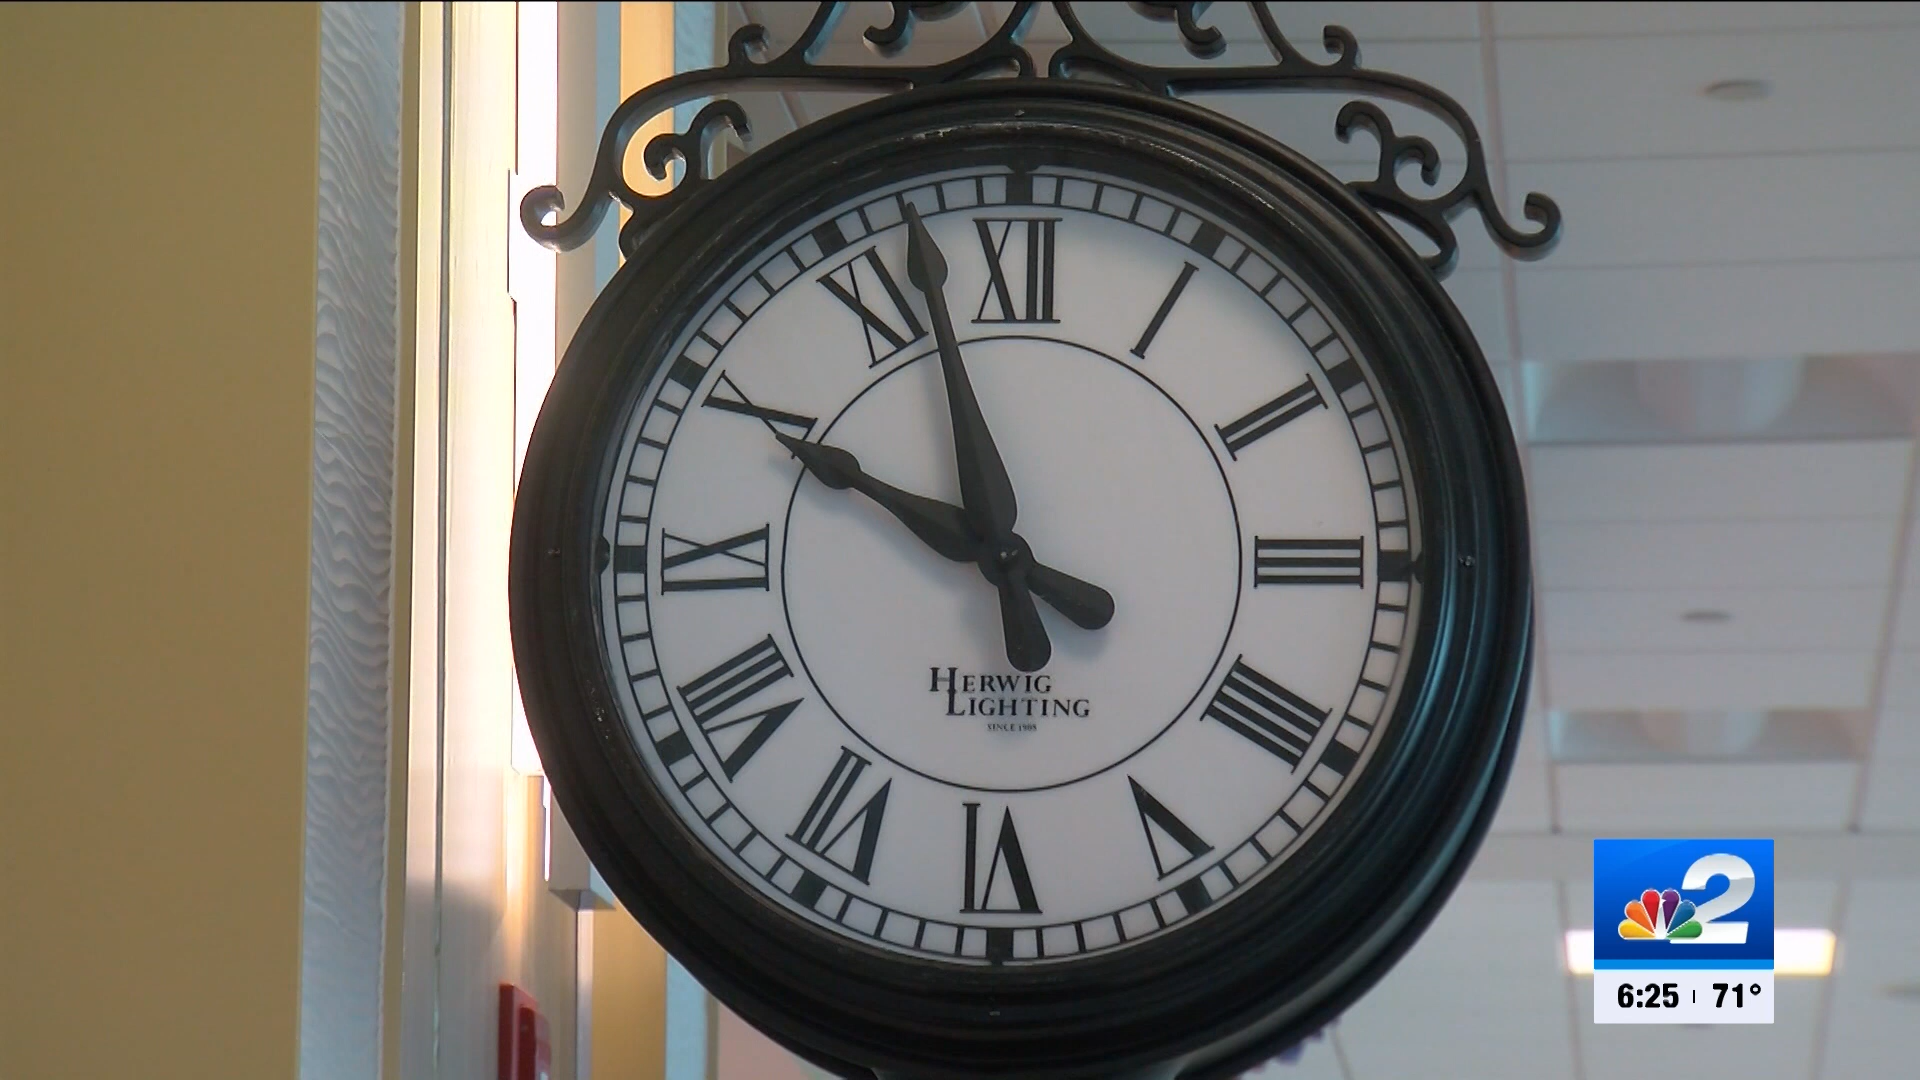 XII
I
II
III
IIII
V
VI
VII
VIII
IX
X
XI
HERWIG
LIGHTING
SINCE 1908
2
6:25 | 71°